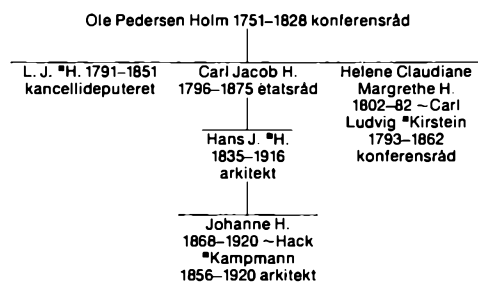 Ole Pedersen Holm 1751–1828 konferensråd
L. J. ▪H. 1791–1851
kancellideputeret
Carl Jacob H.
1796–1875 ètatsråd
Helene Claudiane
Margrethe H.
1802–82 ~Carl
Ludvig ▪Kirstein
1793–1862
konferensråd
Hans J. ▪H.
1835–1916
arkitekt
Johanne H.
1868–1920 ~Hack
▪Kampmann
1856–1920 arkitekt